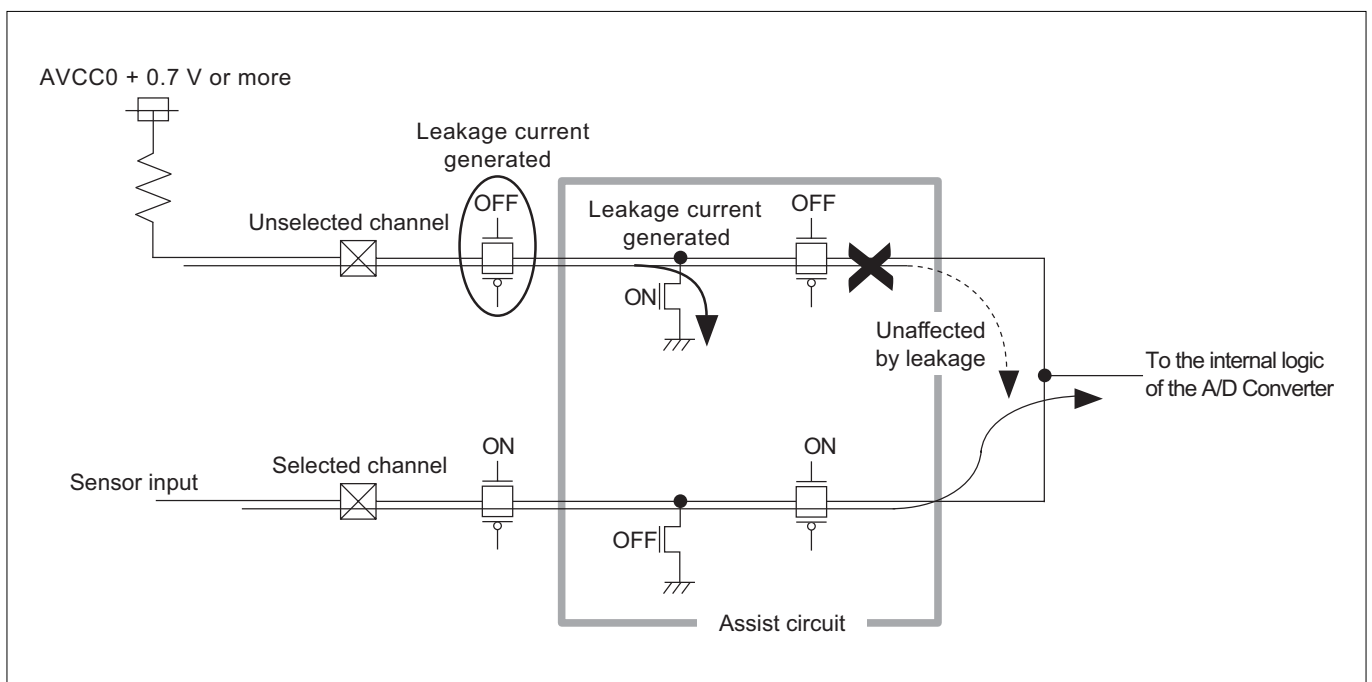 AVCC0 + 0.7 V or more
Leakage current
generated
OFF
Unselected channel
Leakage current
generated
OFF
ON
Unaffected
by leakage
To the internal logic
of the A/D Converter
ON
ON
Selected channel
Sensor input
OFF
Assist circuit